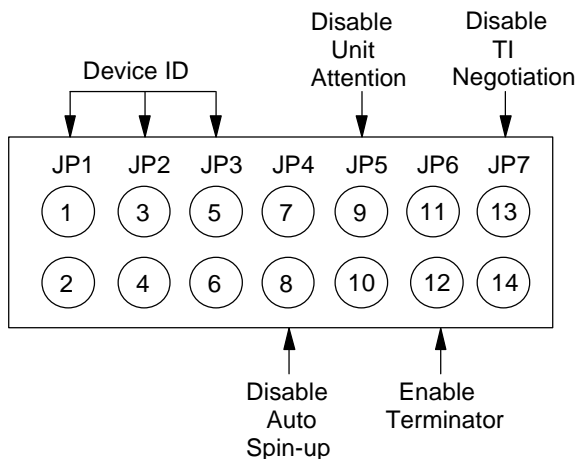 Disable
Unit
Attention
Disable
TI
Negotiation
Device ID
JP1 JP2 JP3 JP4 JP5 JP6 JP7
1 3 5 7 9 11 13
2 4 6 8 10 12 14
Disable
Auto
Spin-up
Enable
Terminator